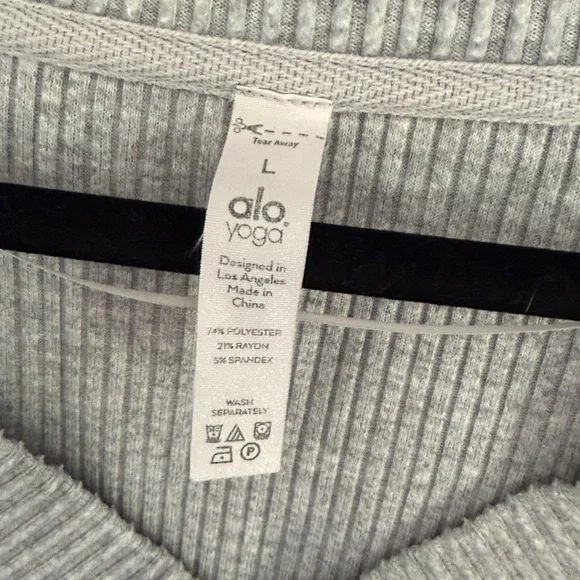 Tear Away
L
alo
yoga
Designed in
Los Angeles
Made in
China
74% POLYESTER
21% RAYON
5% SPANDEX
WASH
SEPARATELY
P